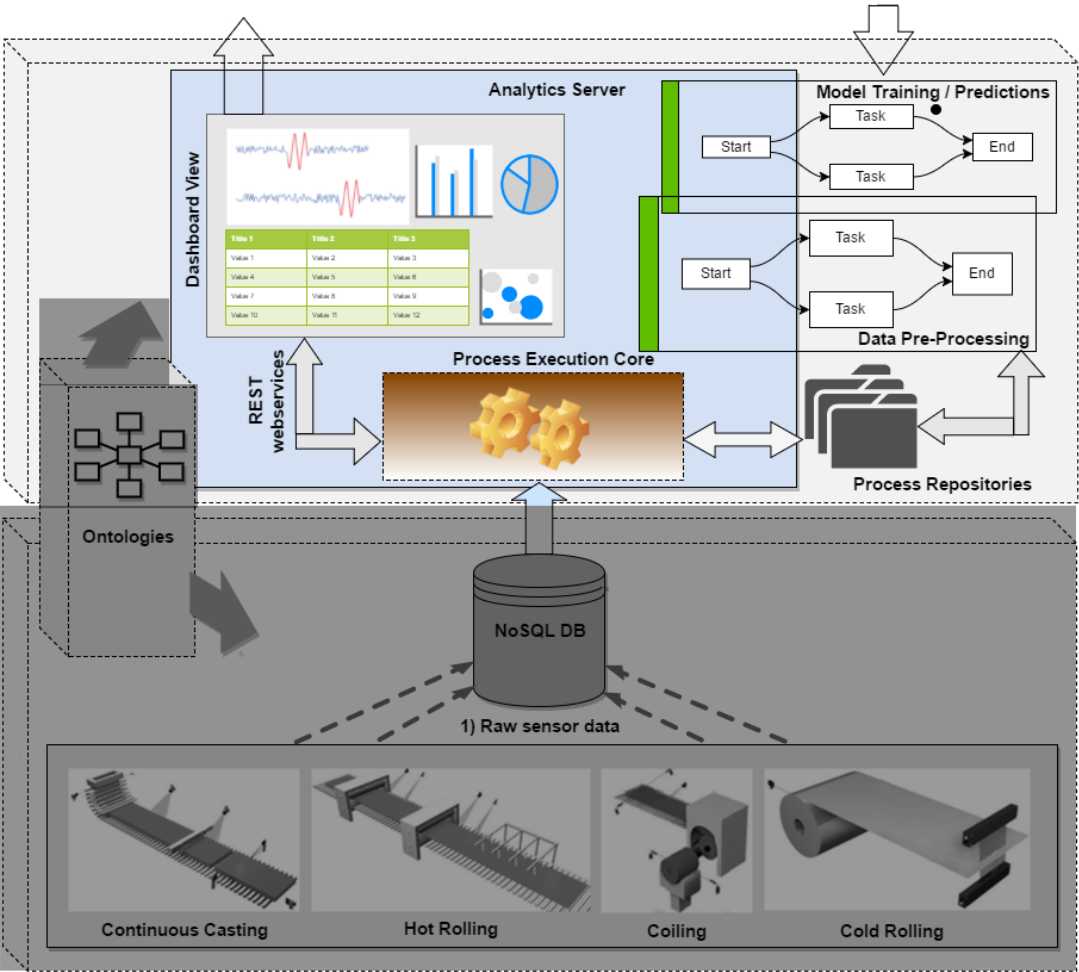 Analytics Server
Model Training / Predictions
Task
Start
End
Task
Dashboard View
Title 1 Title 2 Title 3
Value 1 Value 2 Value 3
Value 4 Value 5 Value 6
Value 7 Value 8 Value 9
Value 10 Value 11 Value 12
Task
Start
End
Task
Data Pre-Processing
REST
webservices
Process Execution Core
Process Repositories
Ontologies
NoSQL DB
1) Raw sensor data
Continuous Casting
Hot Rolling
Coiling
Cold Rolling